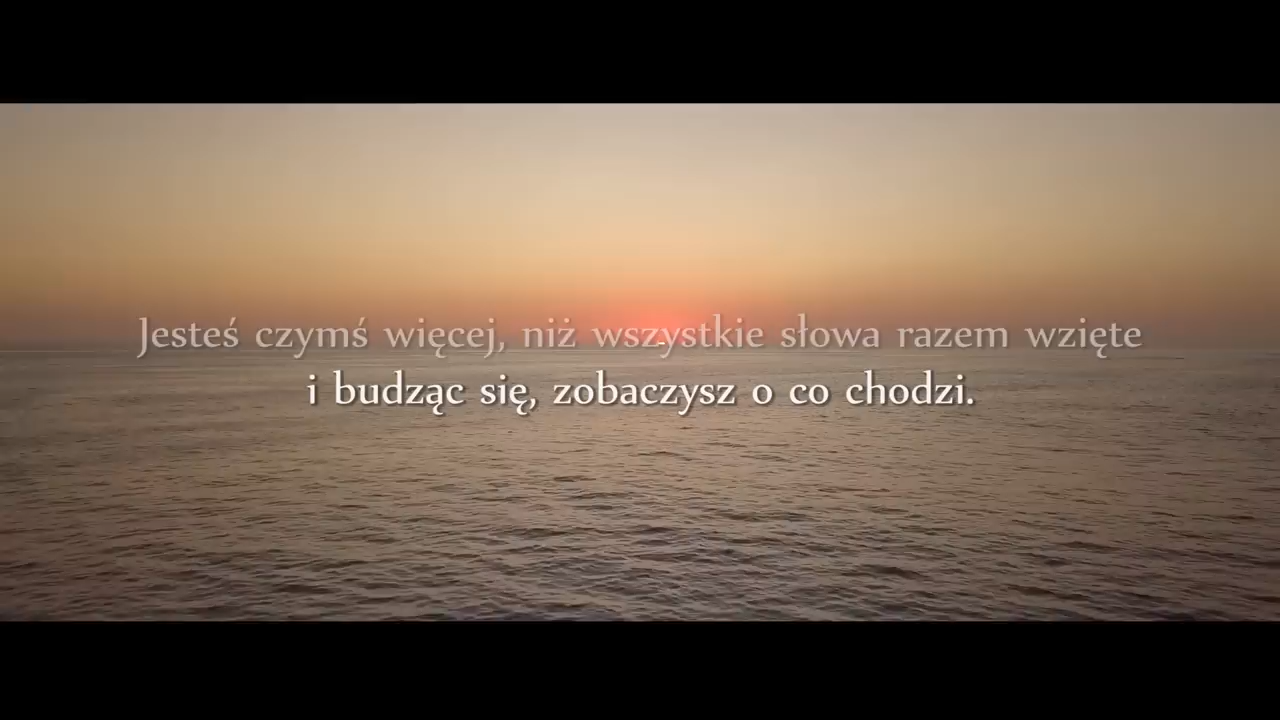 Jesteś czymś więcej, niż wszystkie słowa razem wzięte
i budząc się, zobaczysz o co chodzi.